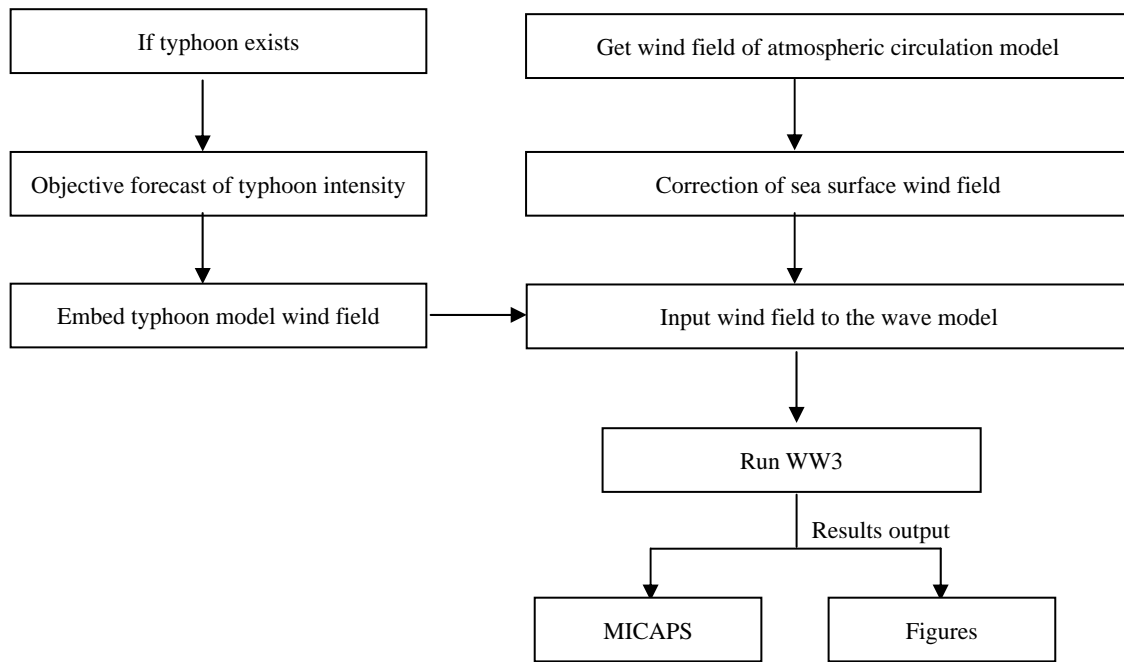 If typhoon exists
Get wind field of atmospheric circulation model
Objective forecast of typhoon intensity
Correction of sea surface wind field
Embed typhoon model wind field
Input wind field to the wave model
Run WW3
Results output
MICAPS
Figures